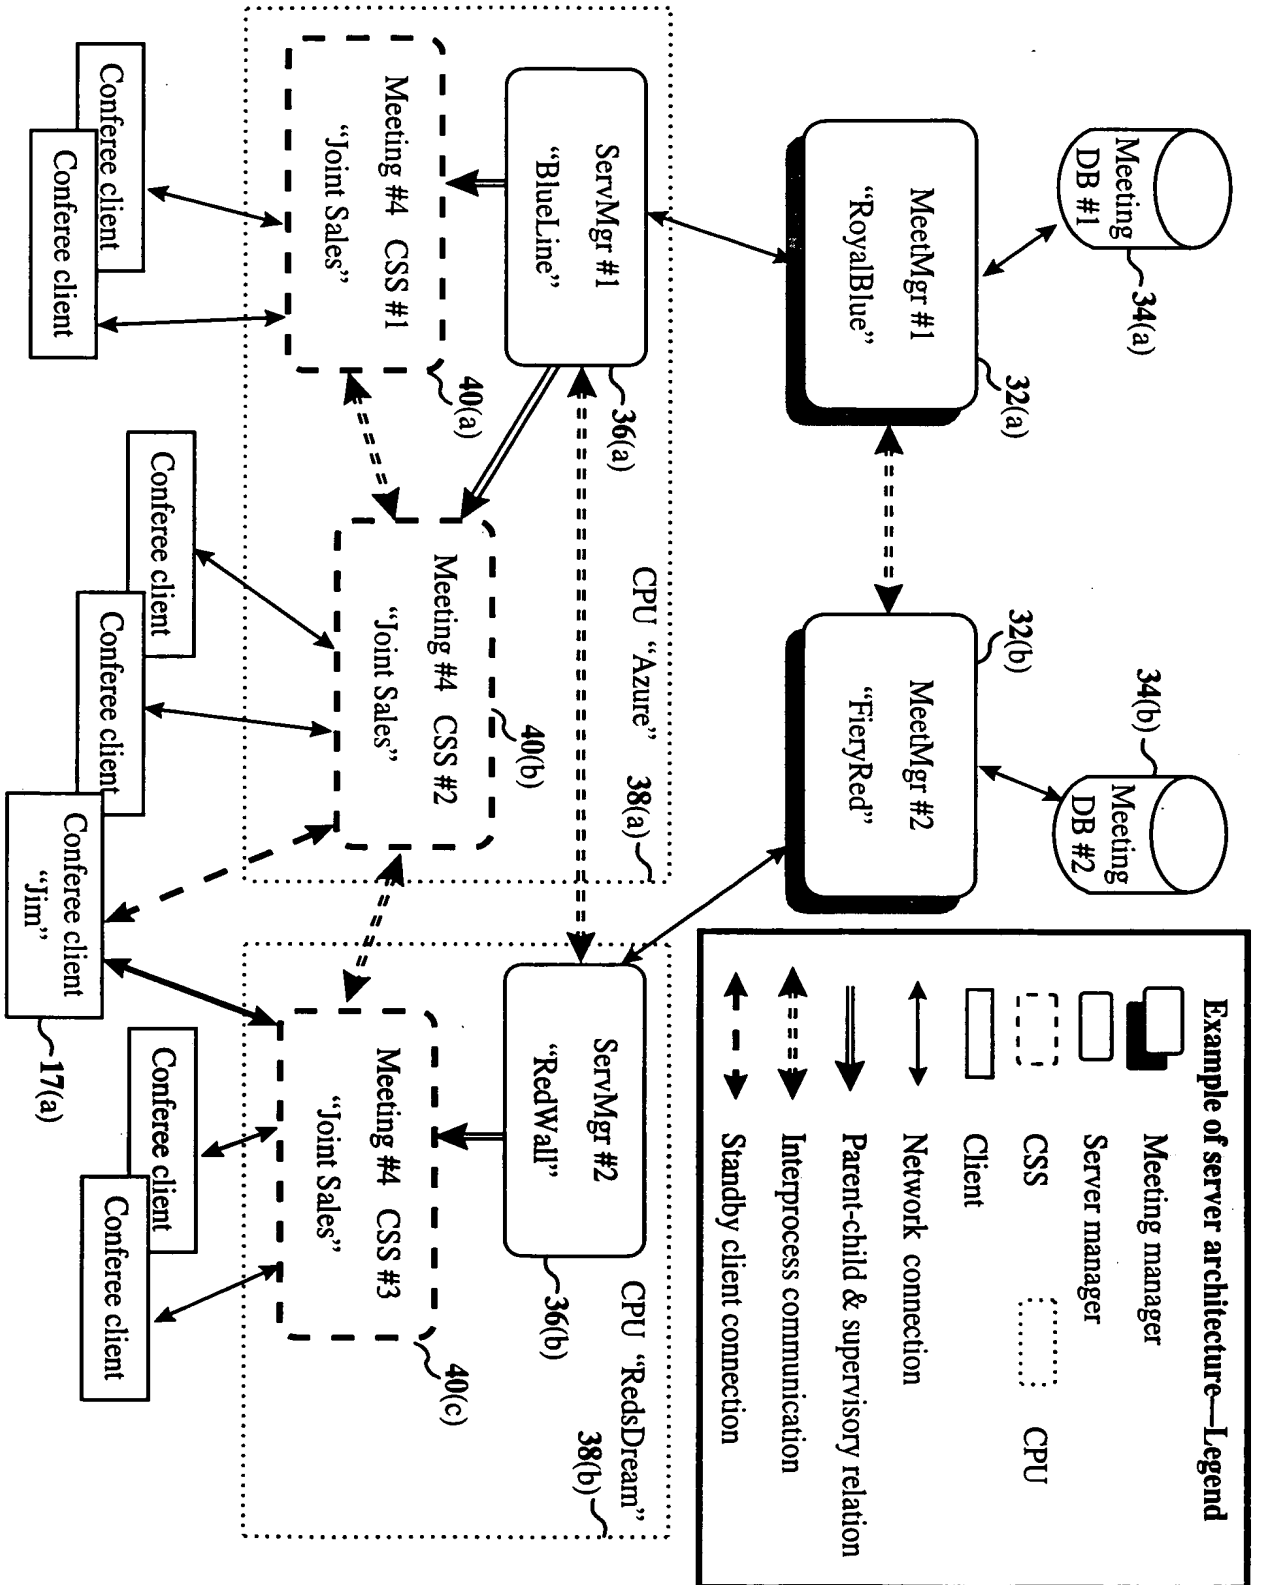 Meeting
DB #1
34(a)
MeetMgr #1
“RoyalBlue”
32(a)
ServMgr #1
“BlueLine”
36(a)
Meeting #4 CSS #1
“Joint Sales”
40(a)
Conferee client
Conferee client
34(b)
Meeting
DB #2
32(b)
MeetMgr #2
“FieryRed”
CPU “Azure”
38(a)
Meeting #4 CSS #2
“Joint Sales”
40(b)
Conferee client
Conferee client
Conferee client
“Jim”
17(a)
ServMgr #2
“RedWall”
36(b)
CPU “RedsDream”
38(b)
Meeting #4 CSS #3
“Joint Sales”
40(c)
Conferee client
Conferee client
Example of server architecture—Legend
Meeting manager
Server manager
CSS CPU
Client
Network connection
Parent-child & supervisory relation
Interprocess communication
Standby client connection